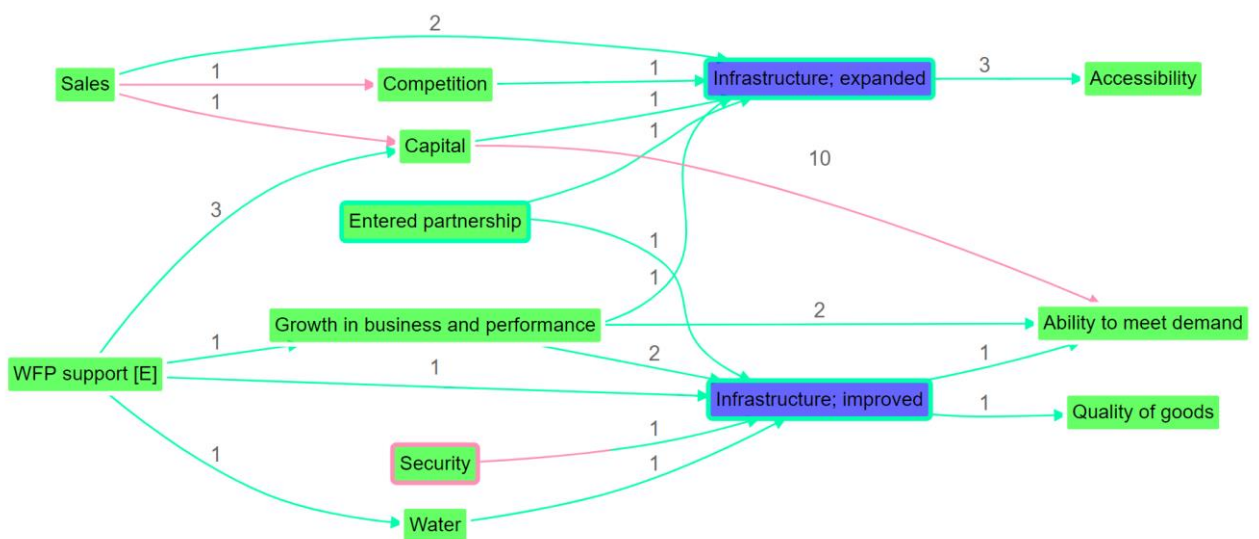 2
Sales
1
Competition
1
Infrastructure; expanded
3
Accessibility
1
1
Capital
1
10
3
Entered partnership
1
1
Growth in business and performance
2
Ability to meet demand
WFP support [E]
1
2
1
1
Infrastructure; improved
1
Quality of goods
Security
1
1
1
Water